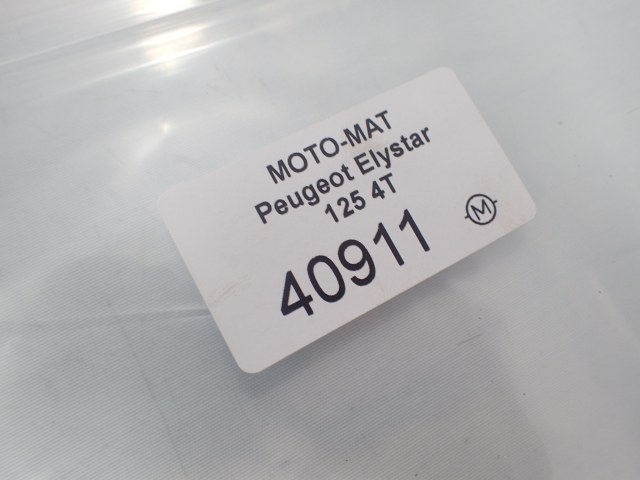 MOTO-MAT
Peugeot Elystar
125 4T
40911
M